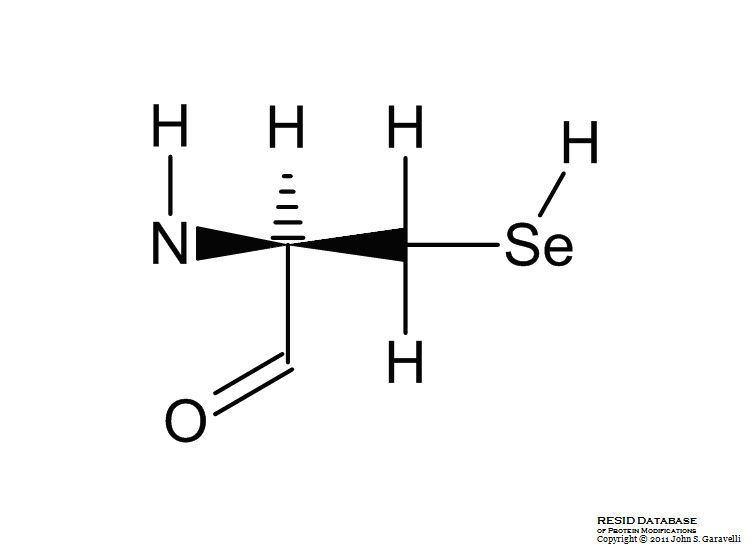 H H H H
N Se
H
O
RESID DATABASE
OF PROTEIN MODIFICATIONS
Copyright © 2011 John S. Garavelli